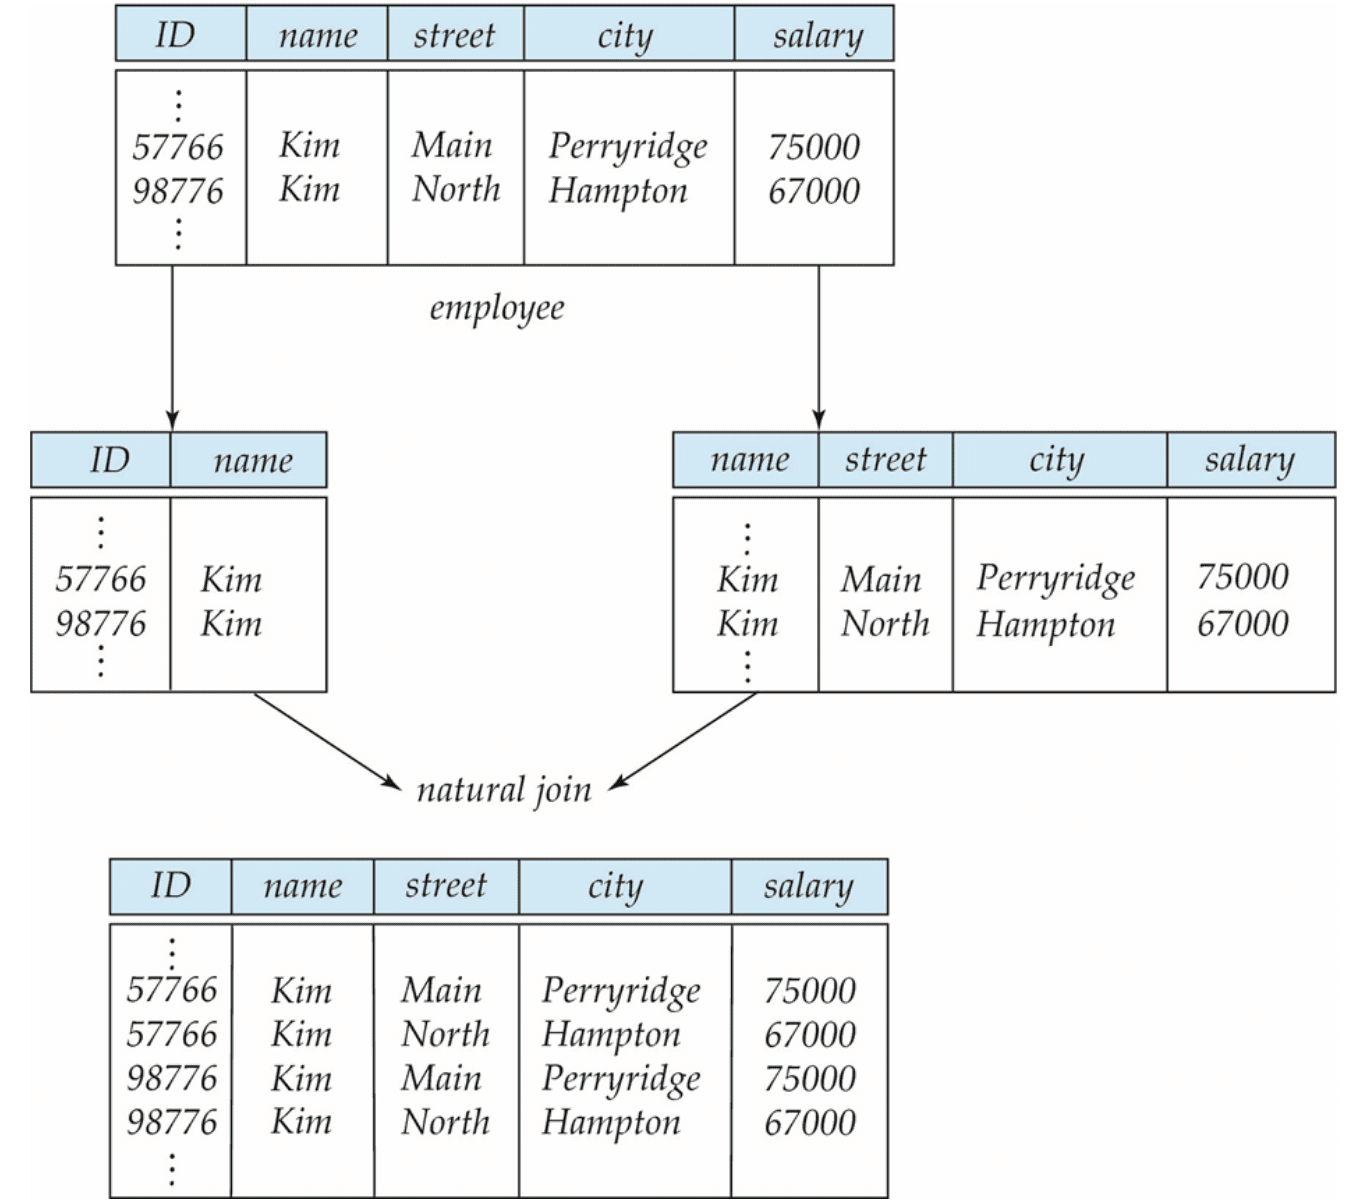 ID name street city salary
⋮
57766 Kim Main Perryridge 75000
98776 Kim North Hampton 67000
⋮
employee
ID name
⋮
57766 Kim
98776 Kim
⋮
name street city salary
⋮
Kim Main Perryridge 75000
Kim North Hampton 67000
⋮
natural join
ID name street city salary
⋮
57766 Kim Main Perryridge 75000
57766 Kim North Hampton 67000
98776 Kim Main Perryridge 75000
98776 Kim North Hampton 67000
⋮